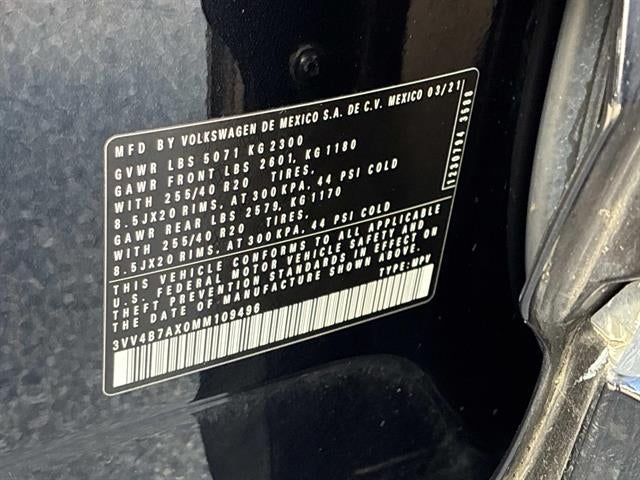 MFD BY VOLKSWAGEN DE MEXICO S.A. DE C.V. MEXICO 03/21
GVWR LBS 5071 KG 2300
GAWR FRONT LBS 2601, KG 1180
WITH 255/40 R20 TIRES,
8.5JX20 RIMS, AT 300KPA, 44 PSI COLD
GAWR REAR LBS 2579, KG 1170
WITH 255/40 R20 TIRES,
8.5JX20 RIMS, AT 300KPA, 44 PSI COLD
THIS VEHICLE CONFORMS TO ALL APPLICABLE
U.S. FEDERAL MOTOR VEHICLE SAFETY AND
THEFT PREVENTION STANDARDS IN EFFECT ON
THE DATE OF MANUFACTURE SHOWN ABOVE.
TYPE: MPV
3VV4B7AX0MM109496
1230704 3588